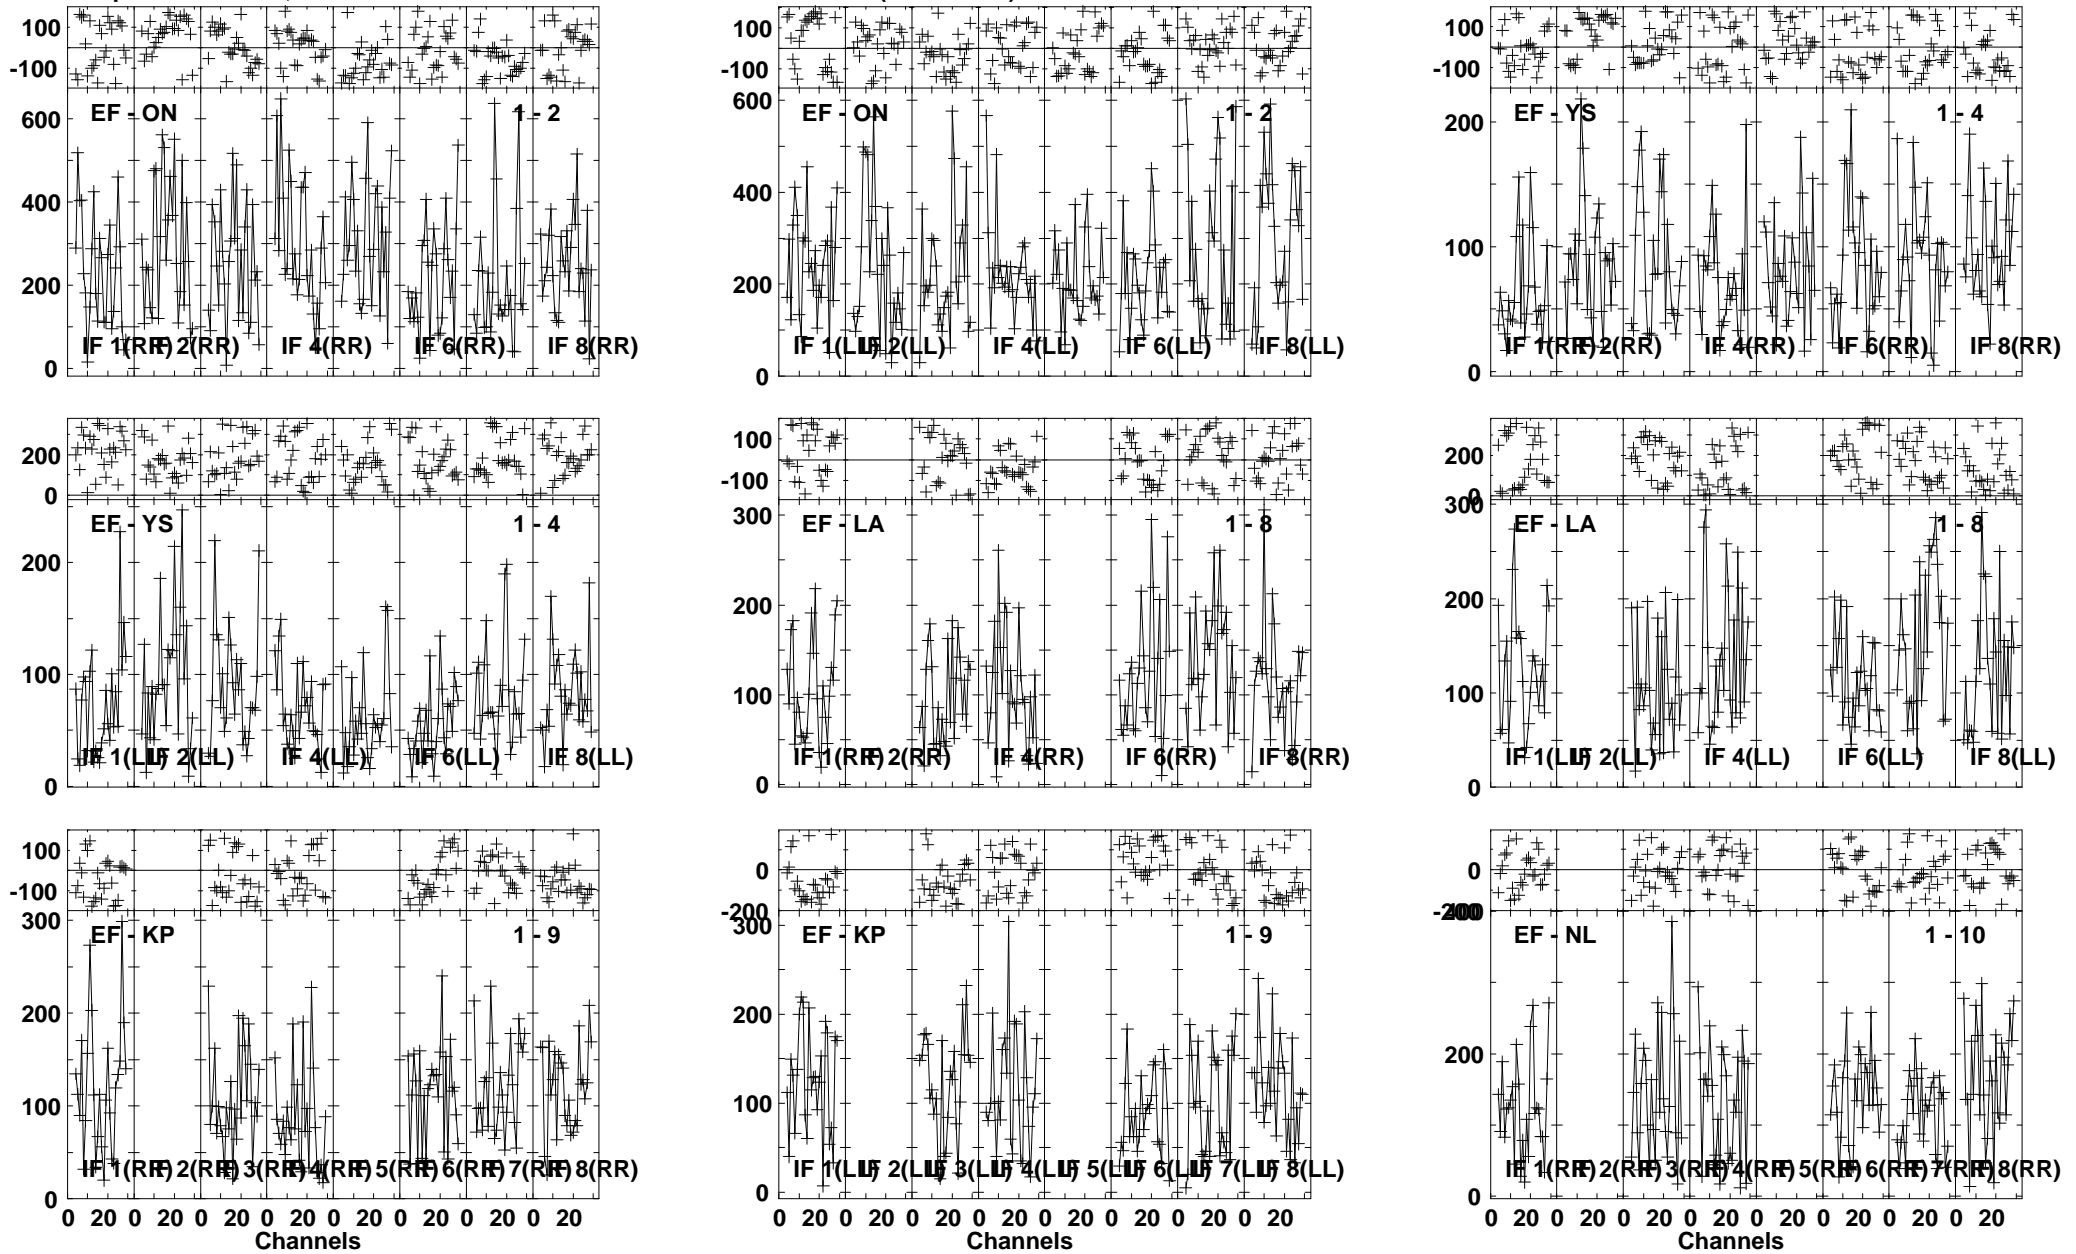 100
-100
EF - ON 1 - 2
600
400
200
0
IF 1(RR) IF 2(RR) IF 4(RR) IF 6(RR) IF 8(RR)
100
-100
EF - ON 1 - 2
600
400
200
0
IF 1(LL) IF 2(LL) IF 4(LL) IF 6(LL) IF 8(LL)
100
-100
EF - YS 1 - 4
200
100
0
IF 1(RR) IF 2(RR) IF 4(RR) IF 6(RR) IF 8(RR)
200
0
EF - YS 1 - 4
200
100
0
IF 1(LL) IF 2(LL) IF 4(LL) IF 6(LL) IF 8(LL)
100
-100
EF - LA 1 - 8
300
200
100
0
IF 1(RR) IF 2(RR) IF 4(RR) IF 6(RR) IF 8(RR)
200
0
EF - LA 1 - 8
300
200
100
0
IF 1(LL) IF 2(LL) IF 4(LL) IF 6(LL) IF 8(LL)
100
-100
EF - KP 1 - 9
300
200
100
0
IF 1(RR) IF 2(RR) IF 3(RR) IF 4(RR) IF 5(RR) IF 6(RR) IF 7(RR) IF 8(RR)
0 20 0 20 0 20 0 20 0 20 0 20 0 20 0 20
Channels
0
-200
EF - KP 1 - 9
300
200
100
0
IF 1(LL) IF 2(LL) IF 3(LL) IF 4(LL) IF 5(LL) IF 6(LL) IF 7(LL) IF 8(LL)
0 20 0 20 0 20 0 20 0 20 0 20 0 20 0 20
Channels
0
-200
400
EF - NL 1 - 10
200
0
IF 1(RR) IF 2(RR) IF 3(RR) IF 4(RR) IF 5(RR) IF 6(RR) IF 7(RR) IF 8(RR)
0 20 0 20 0 20 0 20 0 20 0 20 0 20 0 20
Channels